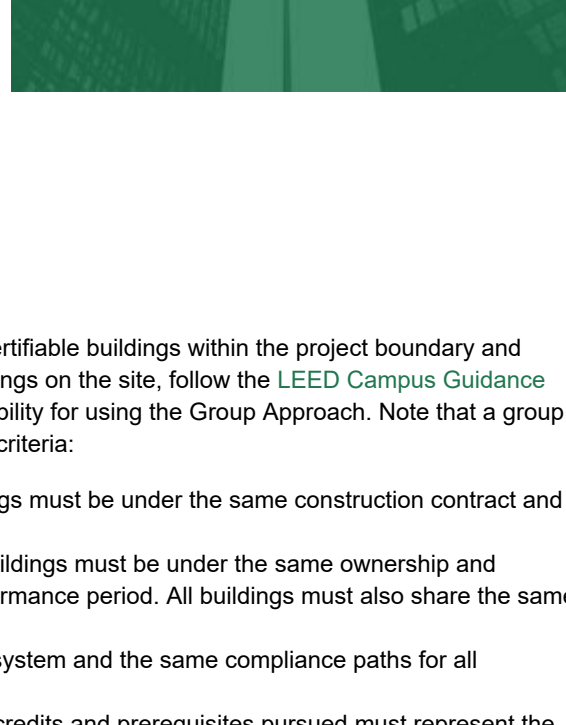 ertifiable buildings within the project boundary and
ngs on the site, follow the LEED Campus Guidance
bility for using the Group Approach. Note that a group
criteria:
gs must be under the same construction contract and
ildings must be under the same ownership and
rmance period. All buildings must also share the same
system and the same compliance paths for all
credits and prerequisites pursued must represent the